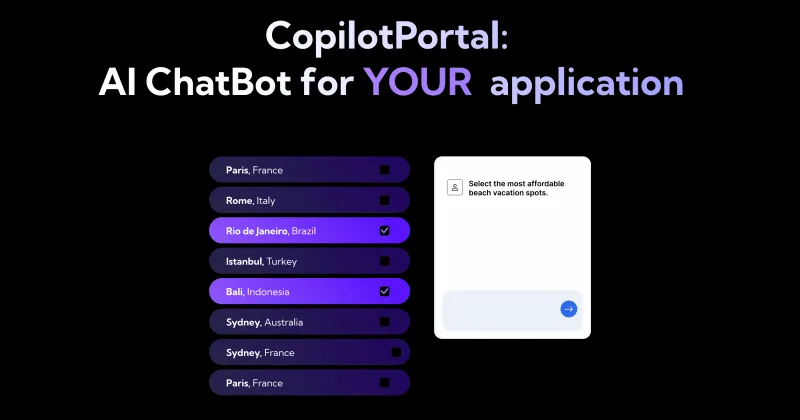 CopilotPortal:
AI ChatBot for YOUR application
Paris, France
Rome, Italy
Rio de Janeiro, Brazil
Istanbul, Turkey
Bali, Indonesia
Sydney, Australia
Sydney, France
Paris, France
Select the most affordable
beach vacation spots.